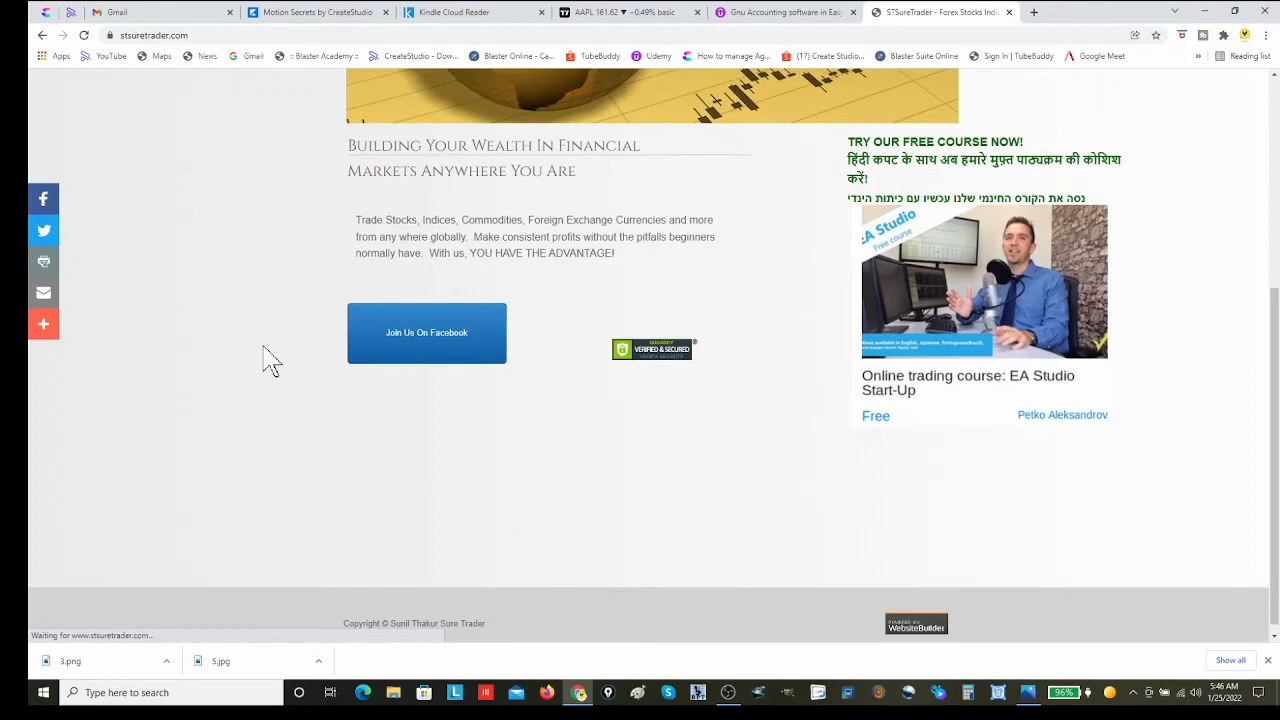 Gmail
Motion Secrets by CreateStudio
Kindle Cloud Reader
AAPL 161.62 ▼ −0.49% basic
Gnu Accounting software in Easy
STSureTrader - Forex Stocks Indic
stsuretrader.com
Apps
YouTube
Maps
News
Gmail
:: Blaster Academy ::
CreateStudio - Dow...
Blaster Online - Ca...
TubeBuddy
Udemy
How to manage Ag...
(17) Create Studio...
Blaster Suite Online
Sign In | TubeBuddy
Google Meet
»
Reading list
Building Your Wealth In Financial
Markets Anywhere You Are
Trade Stocks, Indices, Commodities, Foreign Exchange Currencies and more
from any where globally. Make consistent profits without the pitfalls beginners
normally have. With us, YOU HAVE THE ADVANTAGE!
Join Us On Facebook
GODADDY
VERIFIED & SECURED
VERIFY SECURITY
TRY OUR FREE COURSE NOW!
हिंदी कपट के साथ अब हमारे मुफ़्त पाठ्यक्रम की कोशिश
करें!
נסה את הקורס החינמי שלנו עכשיו עם כיתות הינדי
EA Studio
Free course
Online trading course: EA Studio
Start-Up
Free
Petko Aleksandrov
Copyright © Sunil Thakur Sure Trader
POWERED BY
WebsiteBuilder
Waiting for www.stsuretrader.com...
3.png
5.jpg
Show all
Type here to search
96%
5:46 AM
1/25/2022